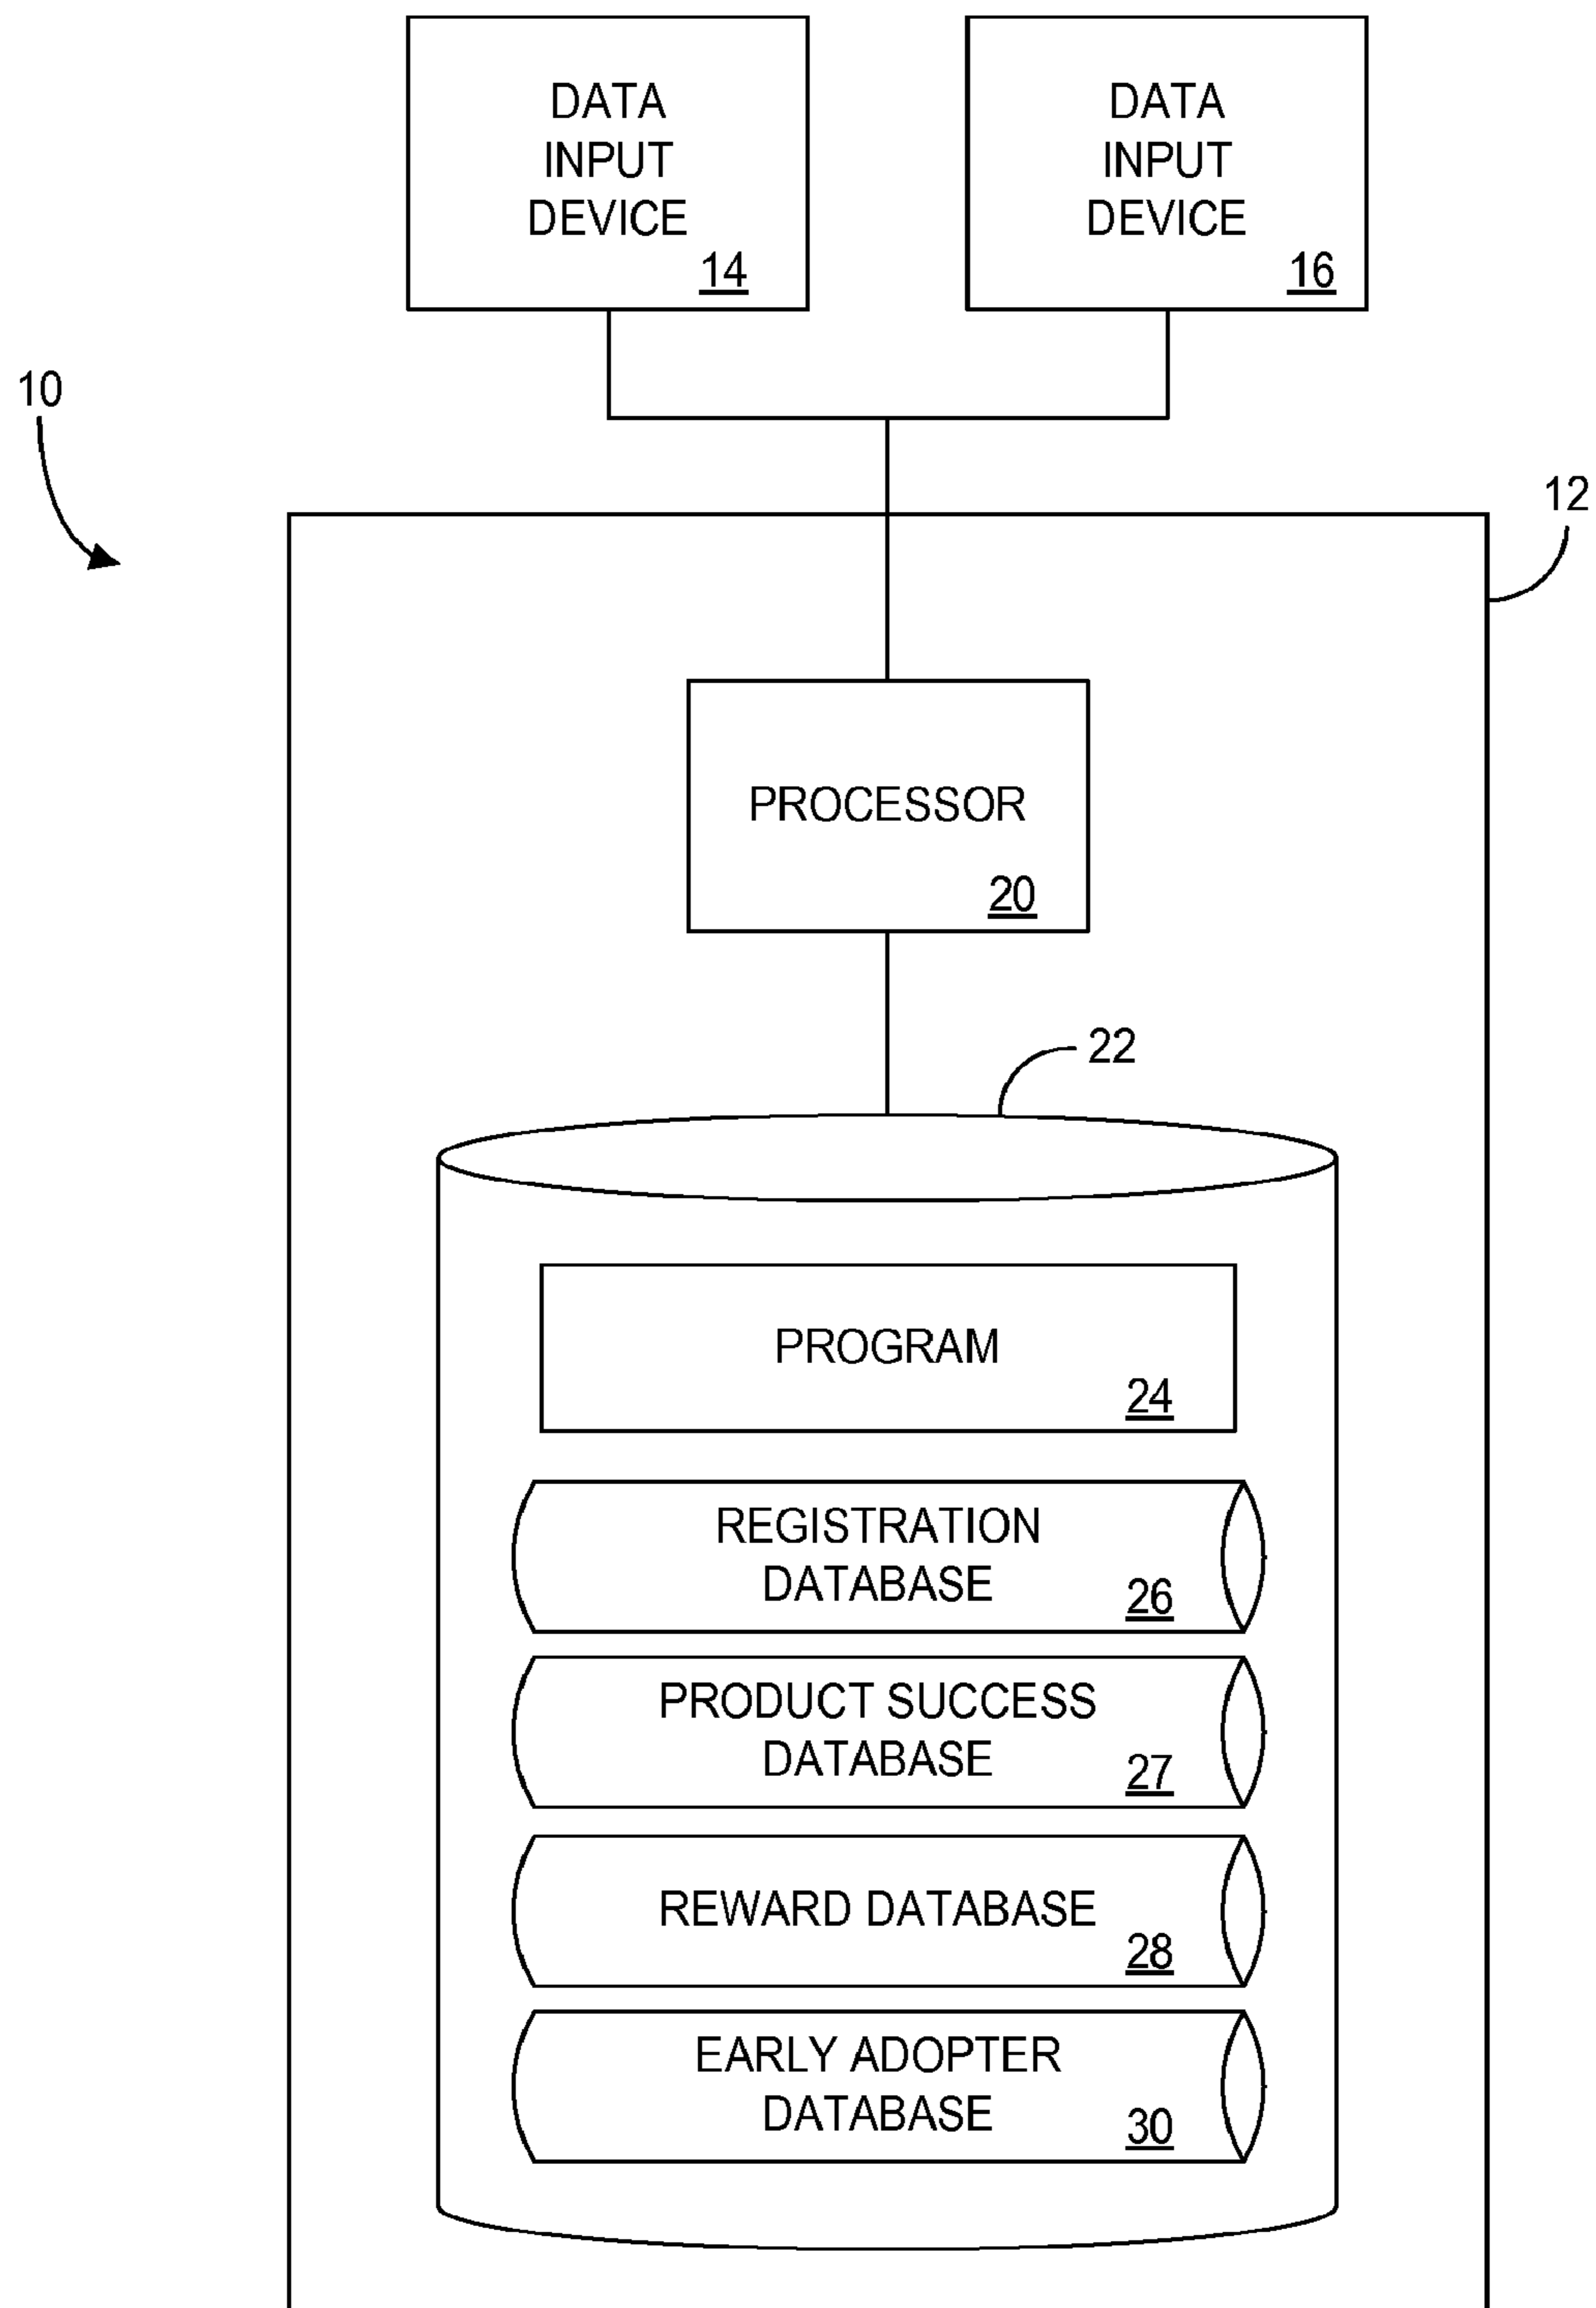 DATA
INPUT
DEVICE
14
DATA
INPUT
DEVICE
16
10
12
PROCESSOR
20
22
PROGRAM
24
REGISTRATION
DATABASE
26
PRODUCT SUCCESS
DATABASE
27
REWARD DATABASE
28
EARLY ADOPTER
DATABASE
30